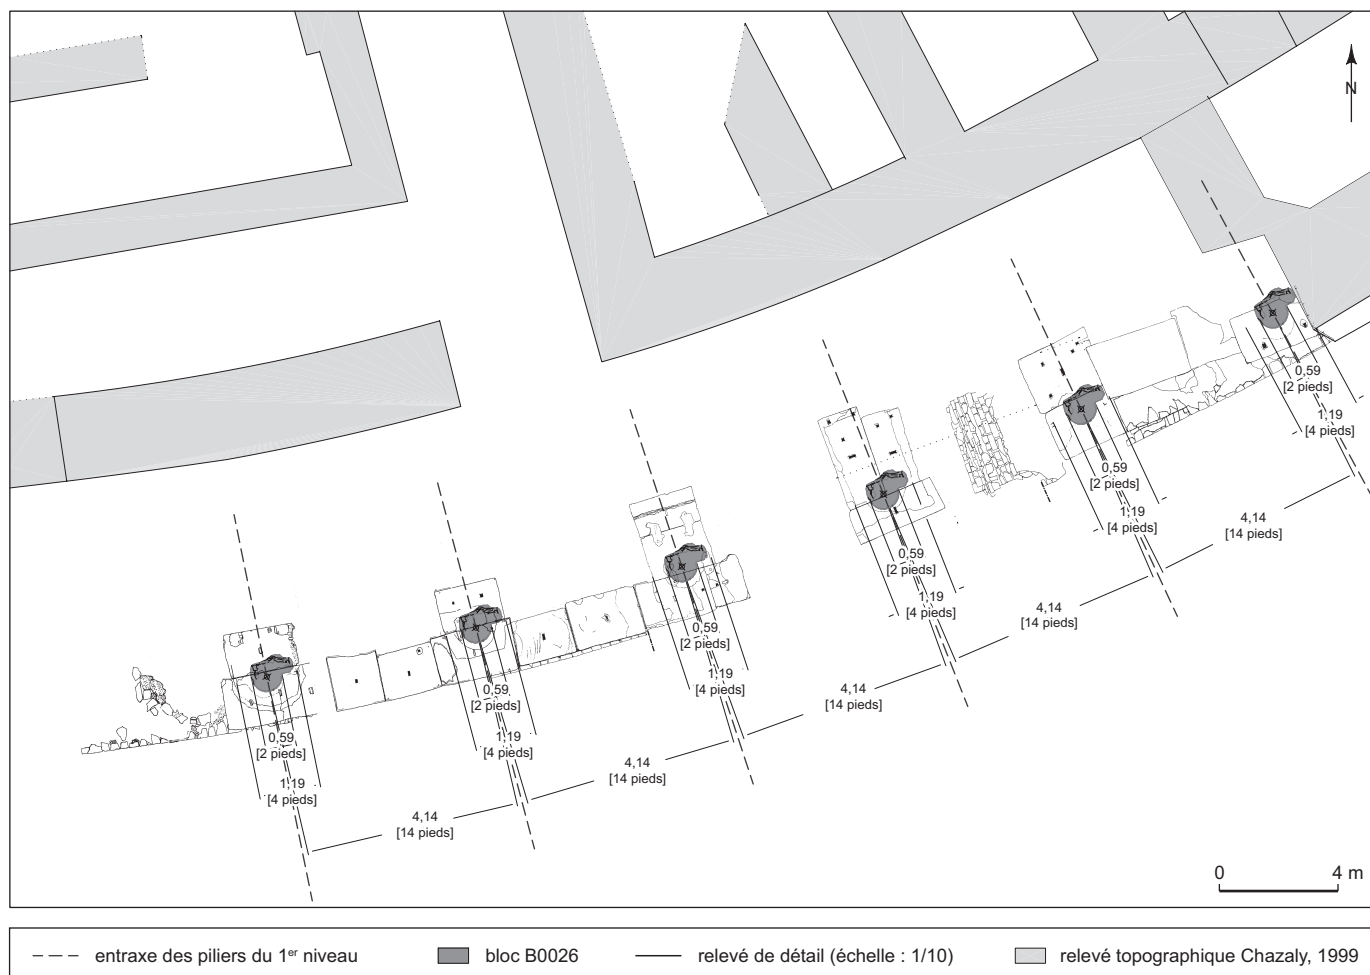 N
0,59
[2 pieds]
1,19
[4 pieds]
4,14
[14 pieds]
0,59
[2 pieds]
1,19
[4 pieds]
4,14
[14 pieds]
0,59
[2 pieds]
1,19
[4 pieds]
4,14
[14 pieds]
0,59
[2 pieds]
1,19
[4 pieds]
4,14
[14 pieds]
0,59
[2 pieds]
1,19
[4 pieds]
4,14
[14 pieds]
0,59
[2 pieds]
1,19
[4 pieds]
0 4 m
entraxe des piliers du 1er niveau
bloc B0026
relevé de détail (échelle : 1/10)
relevé topographique Chazaly, 1999